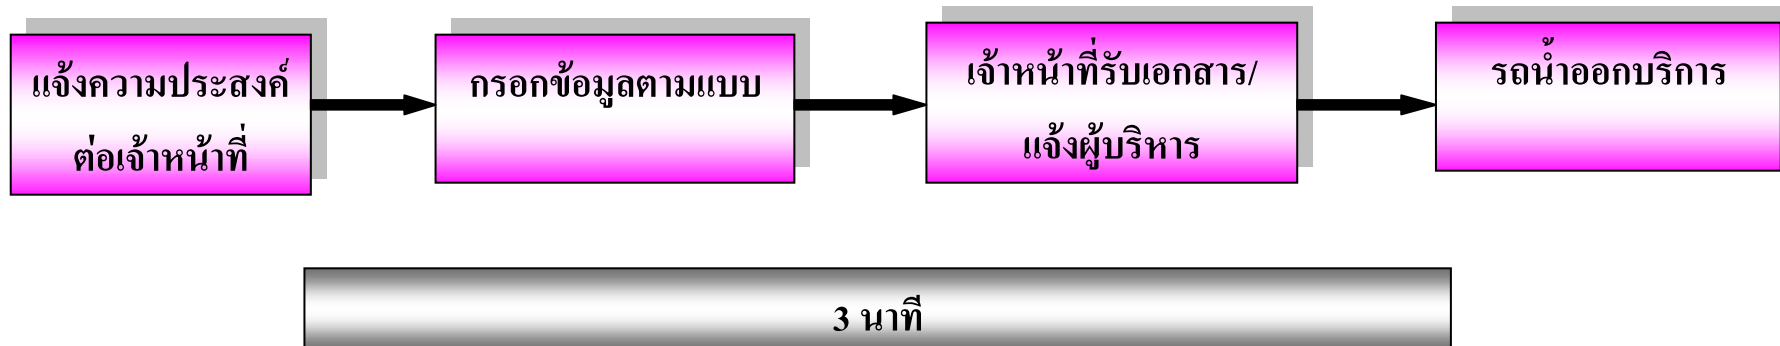 แจ้งความประสงค์
ต่อเจ้าหน้าที่
กรอกข้อมูลตามแบบ
เจ้าหน้าที่รับเอกสาร/
แจ้งผู้บริหาร
รถน้ำออกบริการ
3 นาที